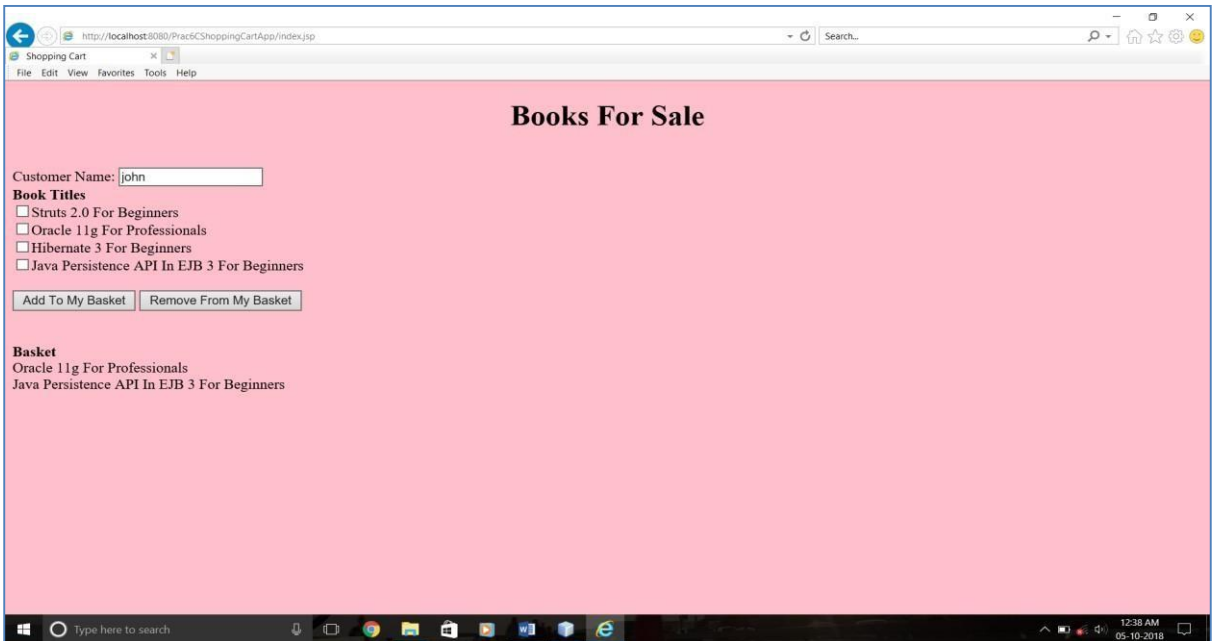 http://localhost:8080/Prac6CShoppingCartApp/index.jsp
Search...
Shopping Cart
File Edit View Favorites Tools Help
Books For Sale
Customer Name: john
Book Titles
Struts 2.0 For Beginners
Oracle 11g For Professionals
Hibernate 3 For Beginners
Java Persistence API In EJB 3 For Beginners
Add To My Basket Remove From My Basket
Basket
Oracle 11g For Professionals
Java Persistence API In EJB 3 For Beginners
Type here to search
12:38 AM
05-10-2018